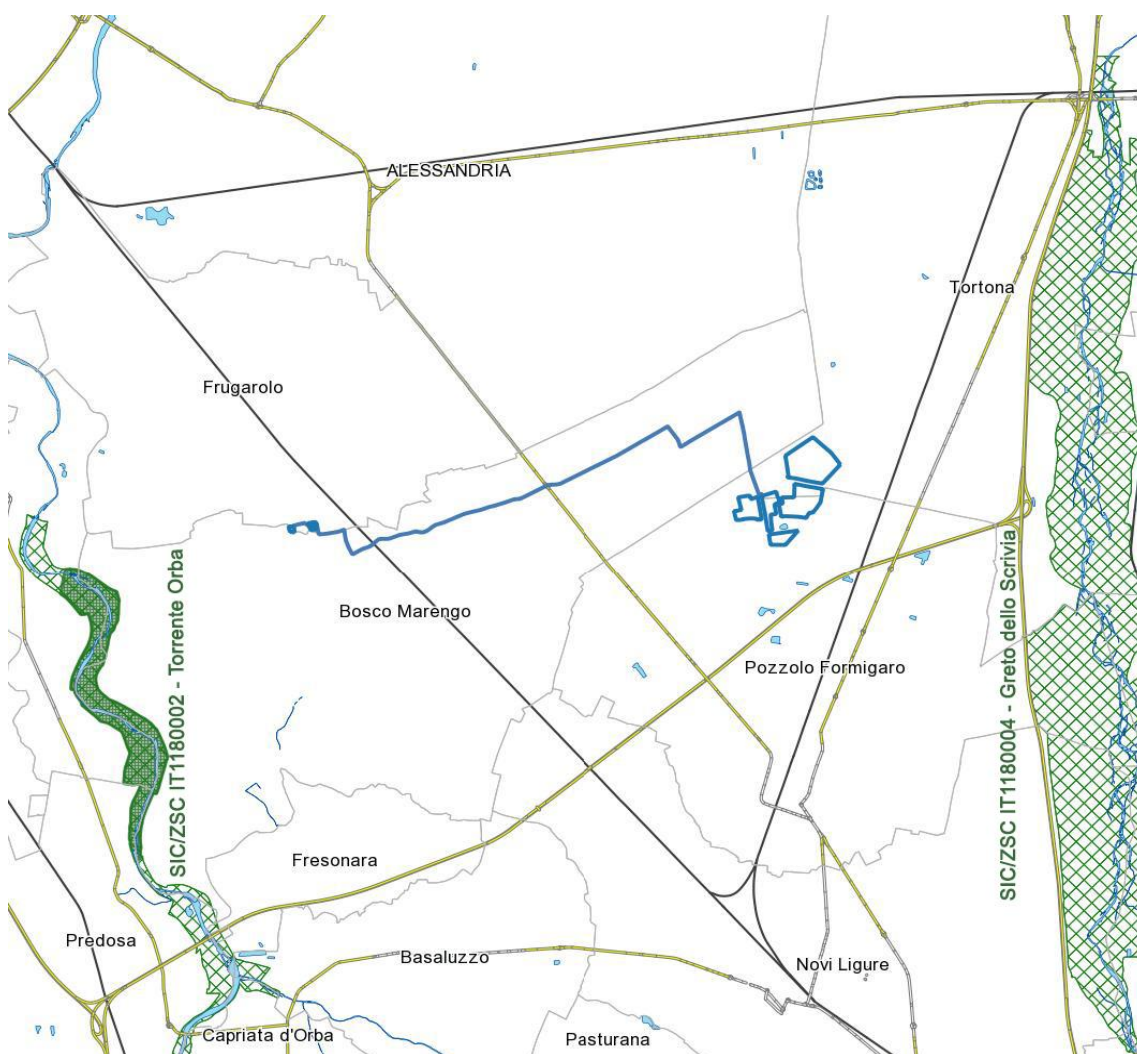 ALESSANDRIA
Tortona
Frugarolo
SIC/ZSC IT1180002 - Torrente Orba
Bosco Marengo
Pozzolo Formigaro
SIC/ZSC IT1180004 - Greto dello Scrivia
Fresonara
Predosa
Basaluzzo
Novi Ligure
Capriata d'Orba
Pasturana